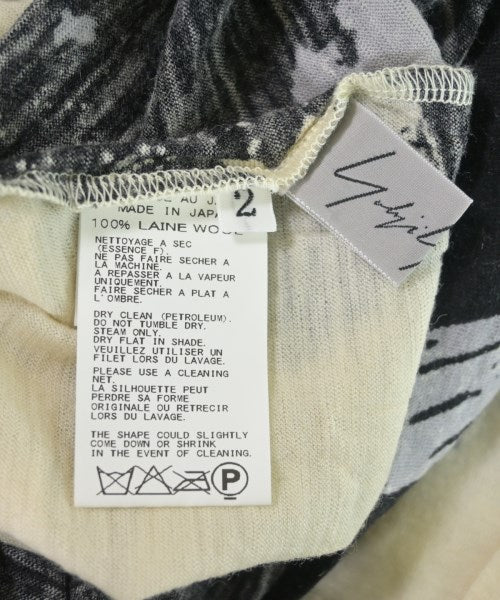 AU J
MADE IN JAPA
2
100% LAINE WOOL
NETTOYAGE A SEC
(ESSENCE F).
NE PAS FAIRE SECHER A
LA MACHINE.
A REPASSER A LA VAPEUR
UNIQUEMENT.
FAIRE SECHER A PLAT A
L'OMBRE.
DRY CLEAN (PETROLEUM).
DO NOT TUMBLE DRY.
STEAM ONLY.
DRY FLAT IN SHADE.
VEUILLEZ UTILISER UN
FILET LORS DU LAVAGE.
PLEASE USE A CLEANING
NET.
LA SILHOUETTE PEUT
PERDRE SA FORME
ORIGINALE OU RETRECIR
LORS DU LAVAGE.
THE SHAPE COULD SLIGHTLY
COME DOWN OR SHRINK
IN THE EVENT OF CLEANING.
P